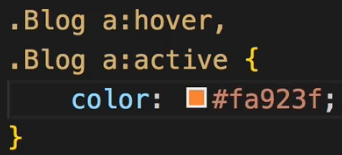 .Blog a:hover,
.Blog a:active {
color: #fa923f;
}